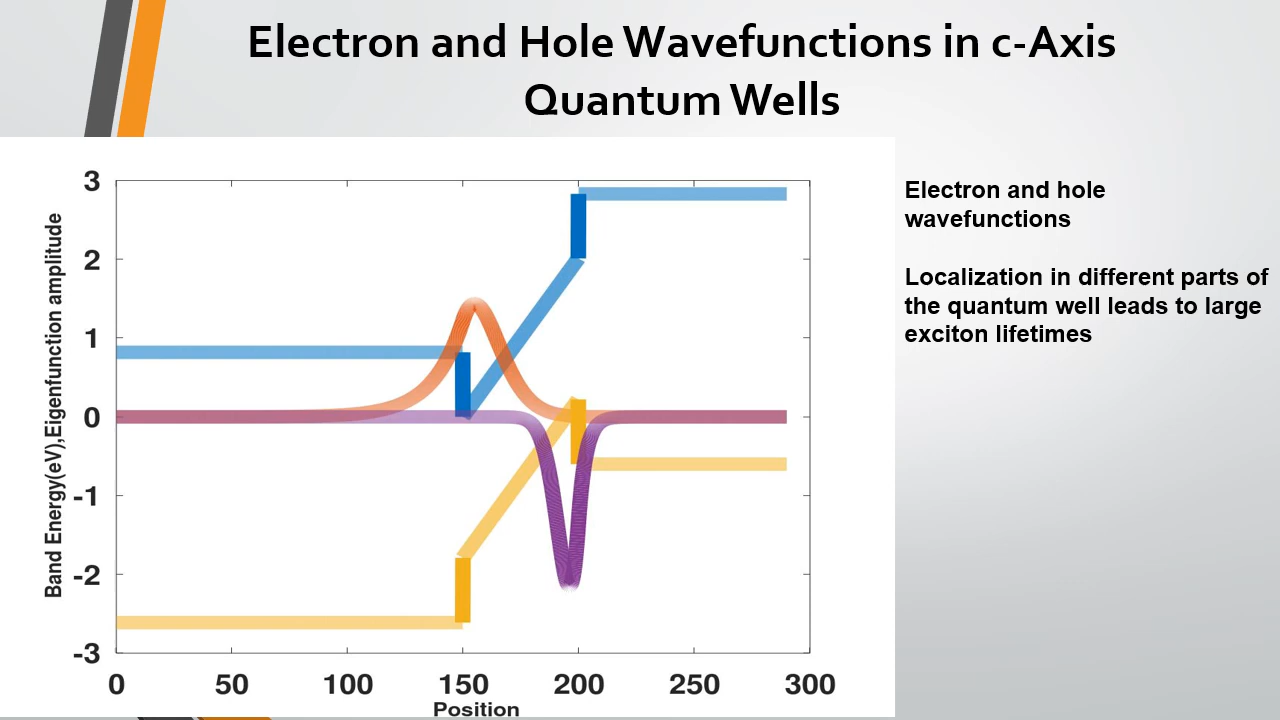 Electron and Hole Wavefunctions in c-Axis
Quantum Wells
Electron and hole
wavefunctions
Localization in different parts of
the quantum well leads to large
exciton lifetimes
Band Energy(eV),Eigenfunction amplitude
3
2
1
0
-1
-2
-3
0 50 100 150 200 250 300
Position